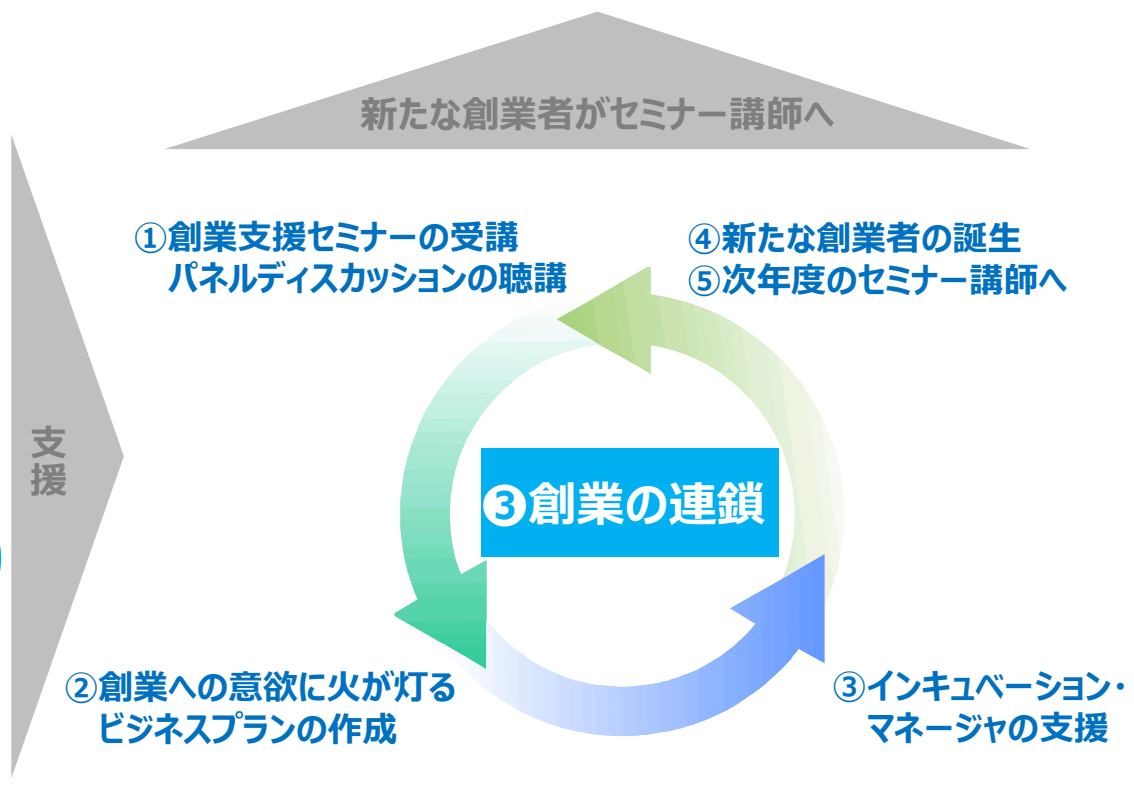 新たな創業者がセミナー講師へ
①創業支援セミナーの受講
パネルディスカッションの聴講
④新たな創業者の誕生
⑤次年度のセミナー講師へ
支援
❸創業の連鎖
②創業への意欲に火が灯る
ビジネスプランの作成
③インキュベーション・
マネージャの支援